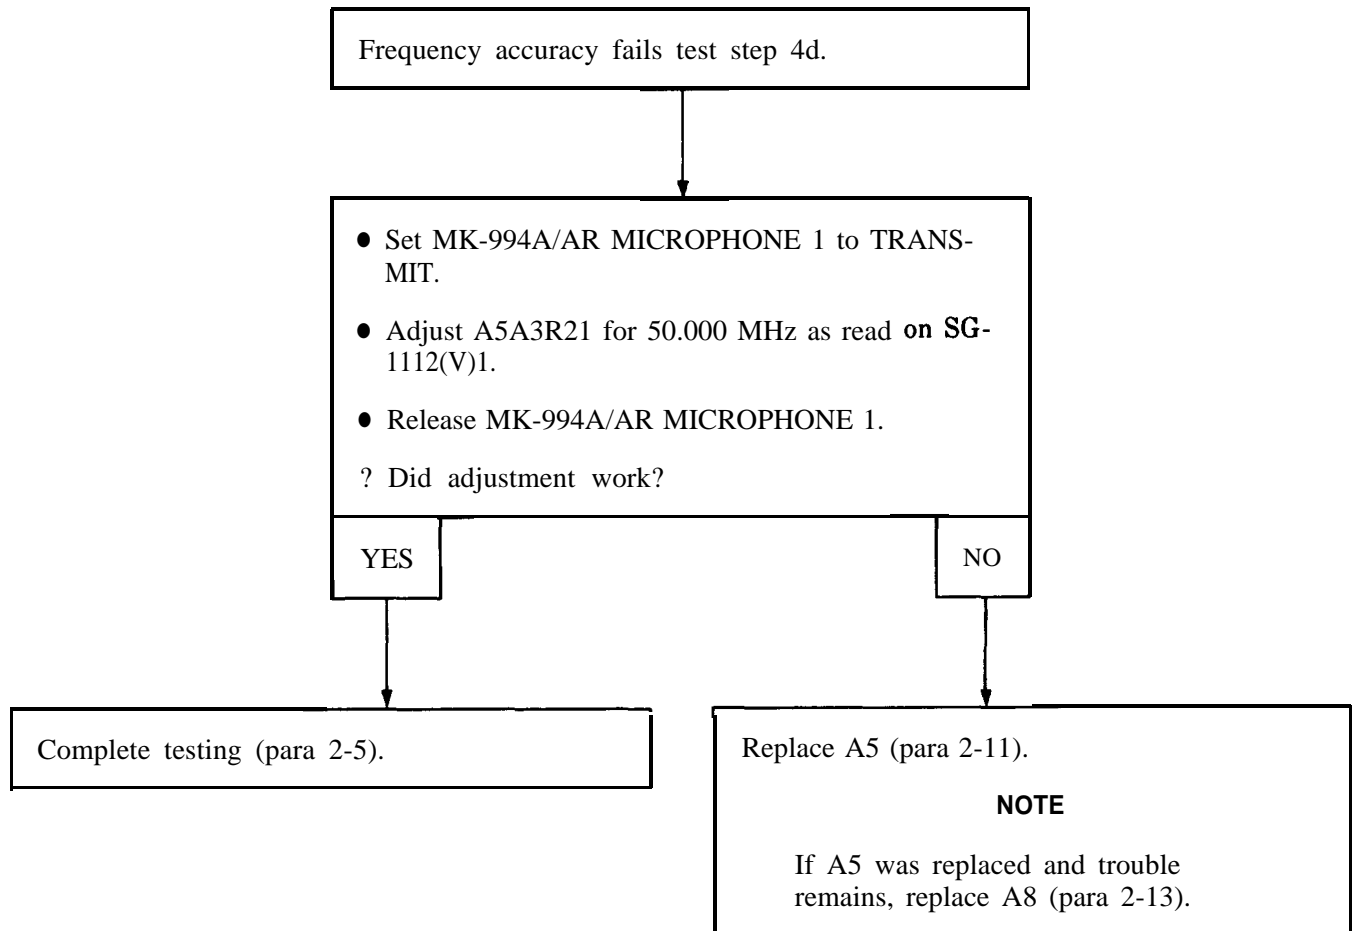 Frequency accuracy fails test step 4d.
● Set MK-994A/AR MICROPHONE 1 to TRANS-
MIT.
● Adjust A5A3R21 for 50.000 MHz as read on SG-
1112(V)1.
● Release MK-994A/AR MICROPHONE 1.
? Did adjustment work?
YES
NO
Complete testing (para 2-5).
Replace A5 (para 2-11).
NOTE
If A5 was replaced and trouble
remains, replace A8 (para 2-13).